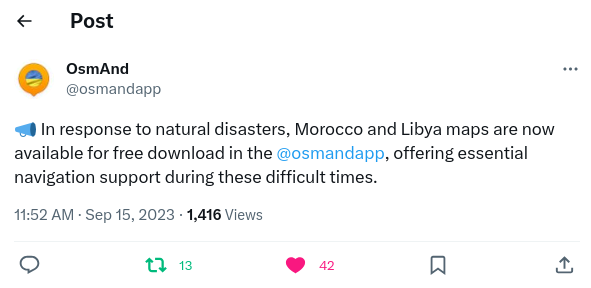 Post
OsmAnd
@osmandapp
📣 In response to natural disasters, Morocco and Libya maps are now
available for free download in the @osmandapp, offering essential
navigation support during these difficult times.
11:52 AM · Sep 15, 2023 · 1,416 Views
13 42